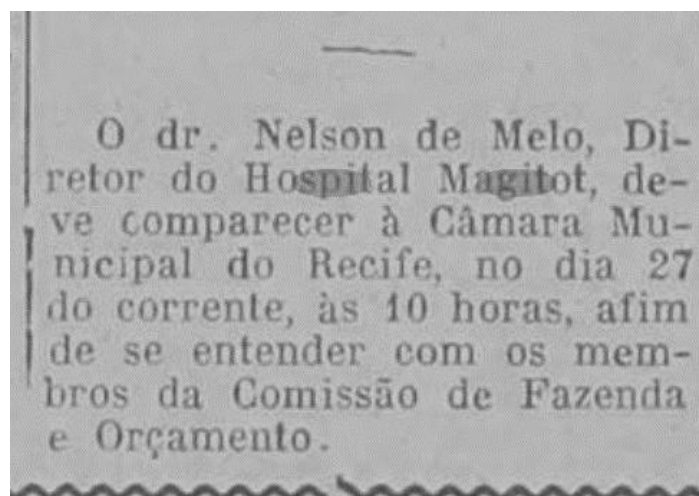 O dr. Nelson de Melo, Di-
retor do Hospital Magitot, de-
ve comparecer à Câmara Mu-
nicipal do Recife, no dia 27
do corrente, às 10 horas, afim
de se entender com os mem-
bros da Comissão de Fazenda
e Orçamento.